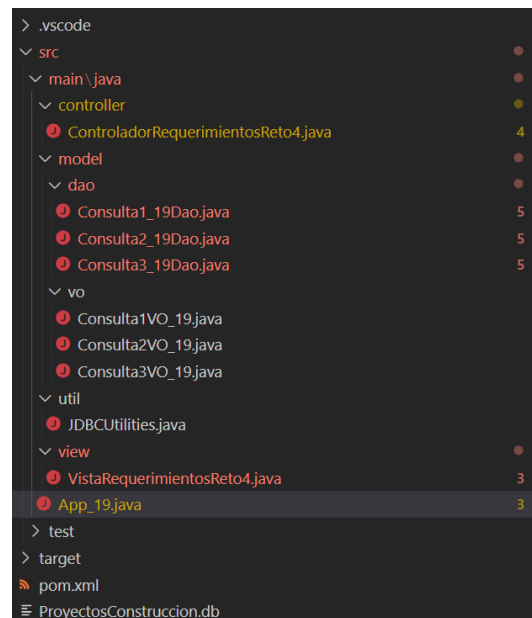 .vscode
src
main\java
controller
ControladorRequerimientosReto4.java 4
model
dao
Consulta1_19Dao.java 5
Consulta2_19Dao.java 5
Consulta3_19Dao.java 5
vo
Consulta1VO_19.java
Consulta2VO_19.java
Consulta3VO_19.java
util
JDBCUtilities.java
view
VistaRequerimientosReto4.java 3
App_19.java 3
test
target
pom.xml
ProyectosConstruccion.db